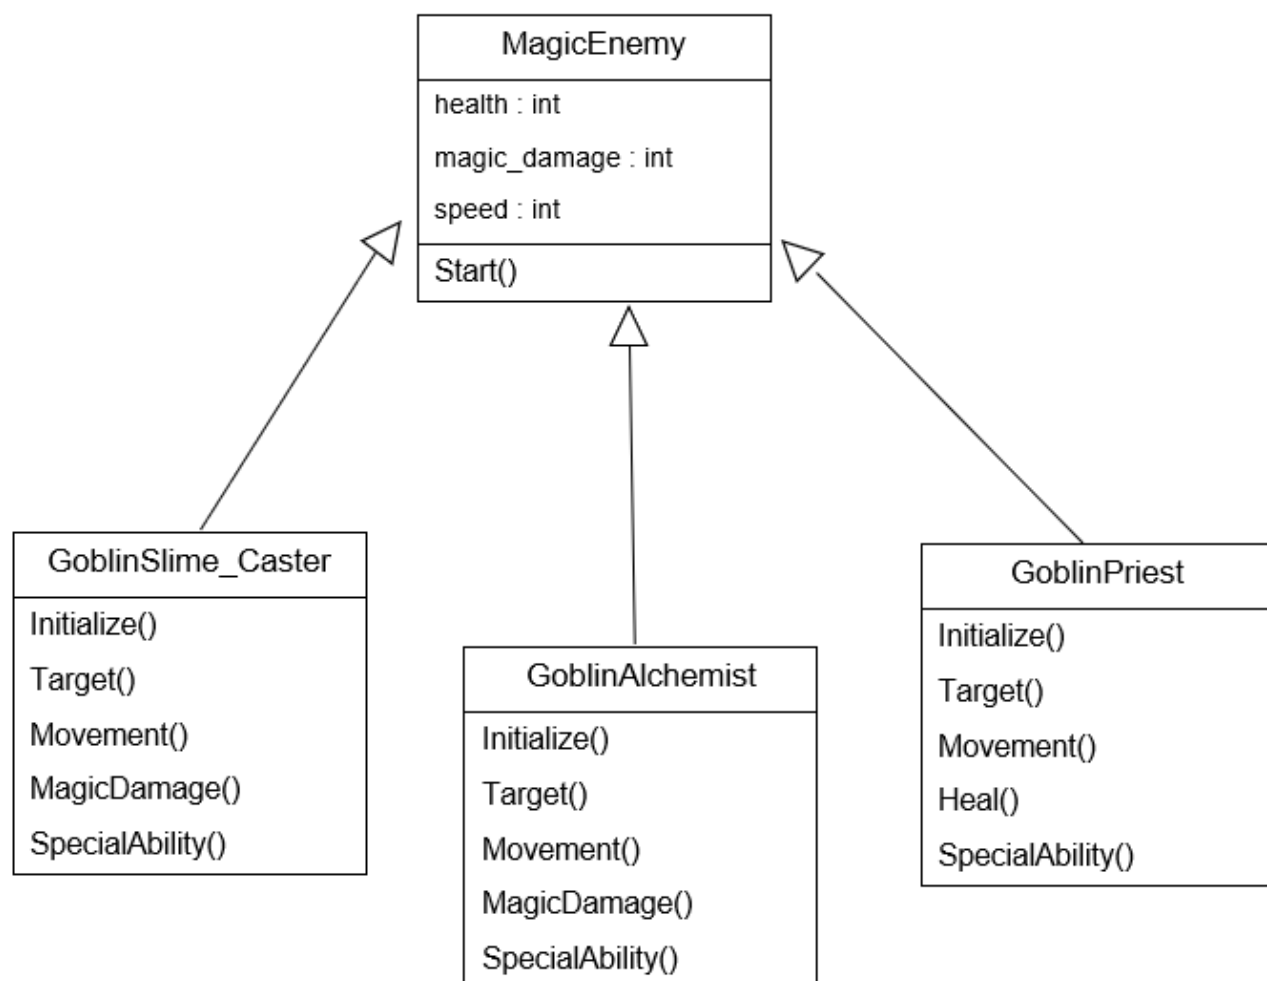 MagicEnemy
health : int
magic_damage : int
speed : int
Start()
GoblinSlime_Caster
Initialize()
Target()
Movement()
MagicDamage()
SpecialAbility()
GoblinAlchemist
Initialize()
Target()
Movement()
MagicDamage()
SpecialAbility()
GoblinPriest
Initialize()
Target()
Movement()
Heal()
SpecialAbility()